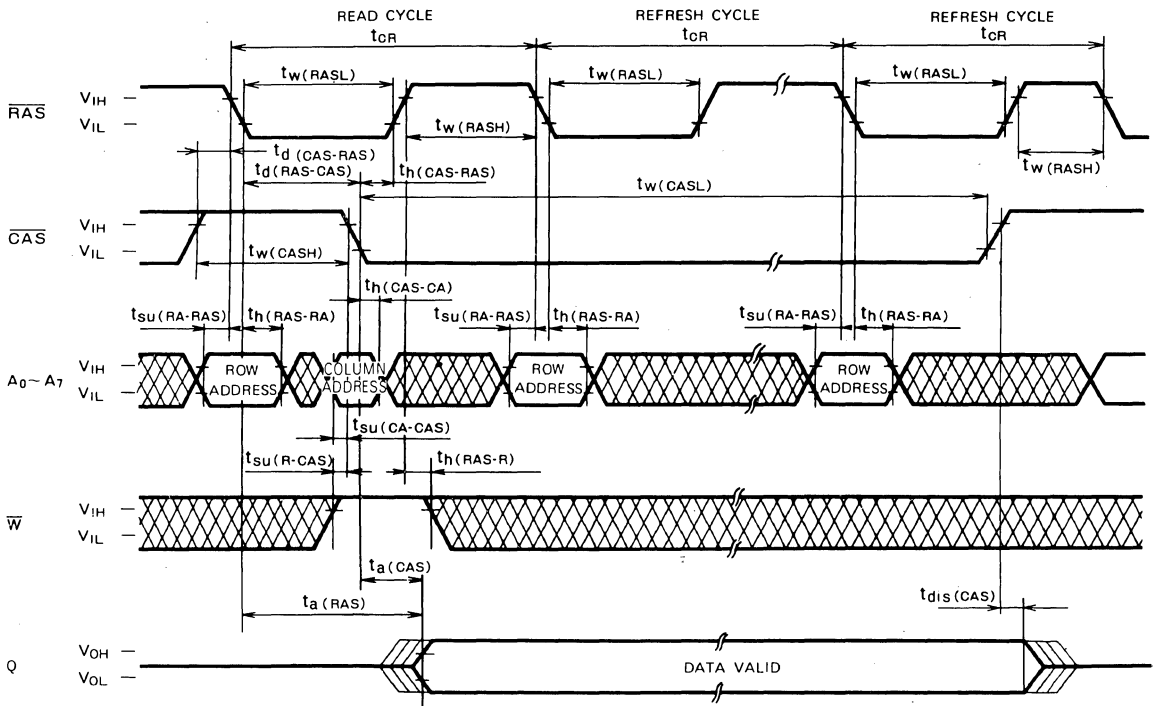 READ CYCLE
REFRESH CYCLE
REFRESH CYCLE
tCR
tCR
tCR
tw(RASL)
tw(RASL)
tw(RASL)
RAS
VIH
VIL
tw(RASH)
tw(RASH)
td(CAS-RAS)
td(RAS-CAS)
th(CAS-RAS)
tw(CASL)
CAS
VIH
VIL
tw(CASH)
th(CAS-CA)
tsu(RA-RAS)
th(RAS-RA)
tsu(RA-RAS)
th(RAS-RA)
tsu(RA-RAS)
th(RAS-RA)
A0~A7
VIH
VIL
ROW ADDRESS
COLUMN ADDRESS
ROW ADDRESS
ROW ADDRESS
tsu(CA-CAS)
tsu(R-CAS)
th(RAS-R)
W
VIH
VIL
ta(CAS)
ta(RAS)
tDIS(CAS)
Q
VOH
VOL
DATA VALID